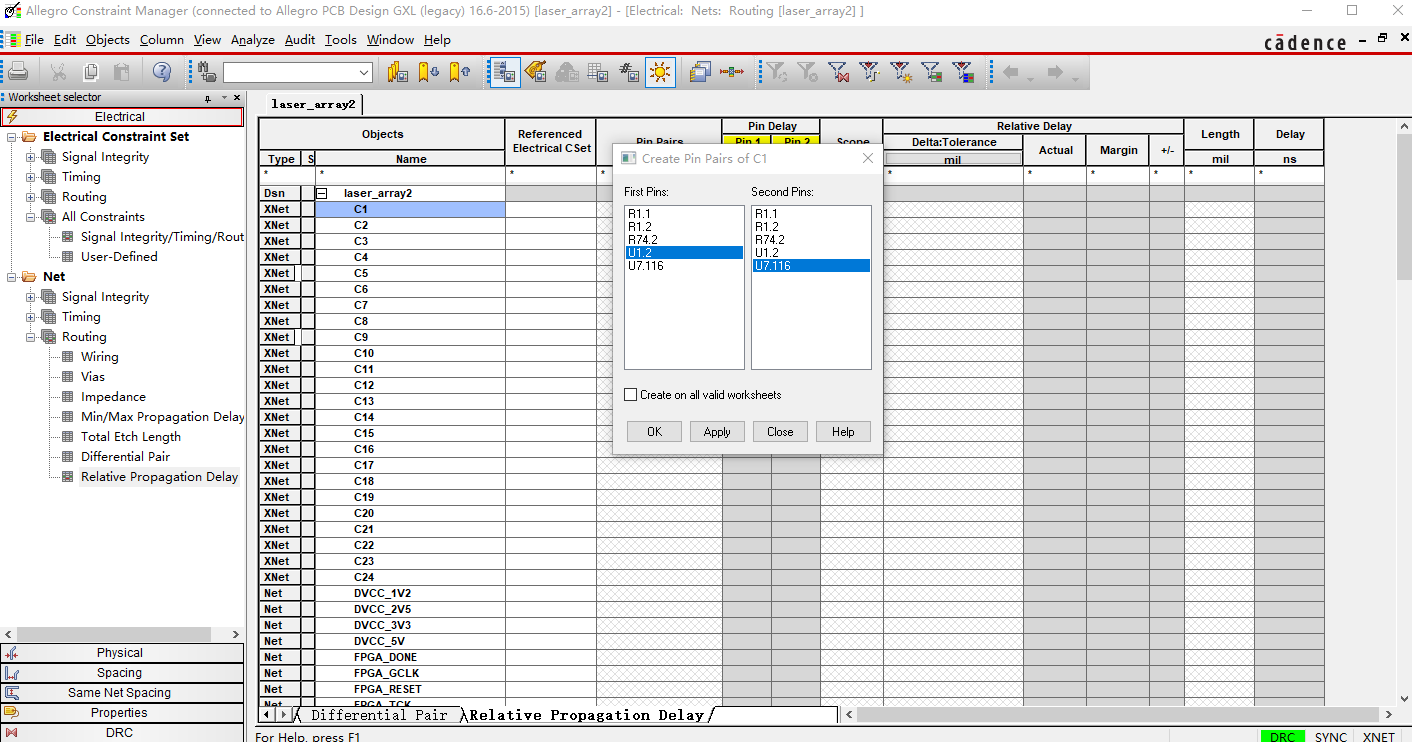 Allegro Constraint Manager (connected to Allegro PCB Design GXL (legacy) 16.6-2015) [laser_array2] - [Electrical: Nets: Routing [laser_array2] ]
File Edit Objects Column View Analyze Audit Tools Window Help
cādence
Worksheet selector
Electrical
Electrical Constraint Set
Signal Integrity
Timing
Routing
All Constraints
Signal Integrity/Timing/Rout
User-Defined
Net
Signal Integrity
Timing
Routing
Wiring
Vias
Impedance
Min/Max Propagation Delay
Total Etch Length
Differential Pair
Relative Propagation Delay
Physical
Spacing
Same Net Spacing
Properties
DRC
laser_array2
Objects
Referenced
Electrical CSet
Pin Pairs
Pin Delay
Pin 1 Pin 2
Scope
Relative Delay
Delta:Tolerance
mil
Actual
Margin
+/-
Length
mil
Delay
ns
Type S Name
* * * * * * * * * *
Dsn laser_array2
XNet C1
XNet C2
XNet C3
XNet C4
XNet C5
XNet C6
XNet C7
XNet C8
XNet C9
XNet C10
XNet C11
XNet C12
XNet C13
XNet C14
XNet C15
XNet C16
XNet C17
XNet C18
XNet C19
XNet C20
XNet C21
XNet C22
XNet C23
XNet C24
Net DVCC_1V2
Net DVCC_2V5
Net DVCC_3V3
Net DVCC_5V
Net FPGA_DONE
Net FPGA_GCLK
Net FPGA_RESET
Net FPGA_TCK
Create Pin Pairs of C1
First Pins:
R1.1
R1.2
R74.2
U1.2
U7.116
Second Pins:
R1.1
R1.2
R74.2
U1.2
U7.116
Create on all valid worksheets
OK Apply Close Help
Differential Pair Relative Propagation Delay
For Help, press F1
DRC SYNC XNET